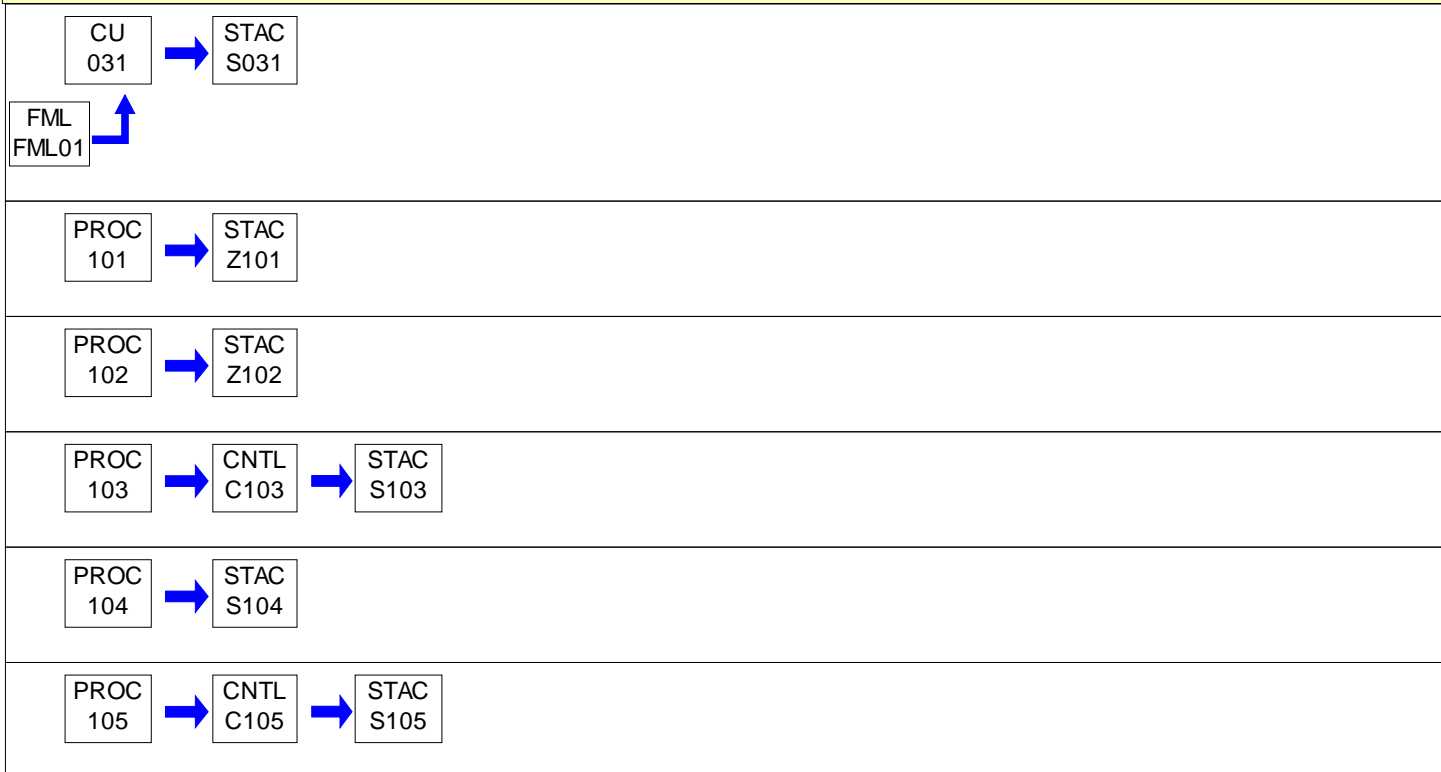 CU
031
STAC
S031
FML
FML01
PROC
101
STAC
Z101
PROC
102
STAC
Z102
PROC
103
CNTL
C103
STAC
S103
PROC
104
STAC
S104
PROC
105
CNTL
C105
STAC
S105